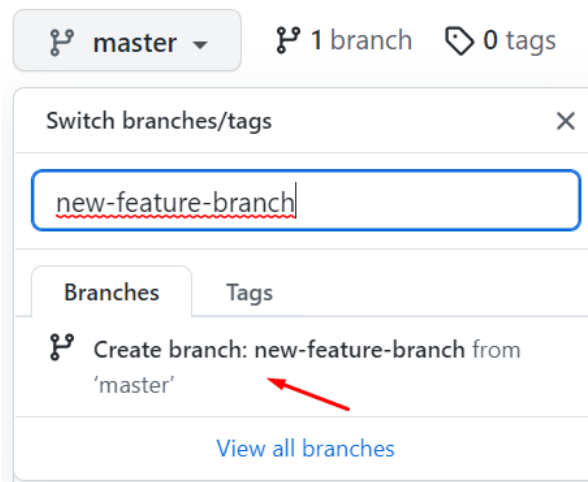 master 1 branch 0 tags
Switch branches/tags
new-feature-branch
Branches Tags
Create branch: new-feature-branch from
‘master’
View all branches